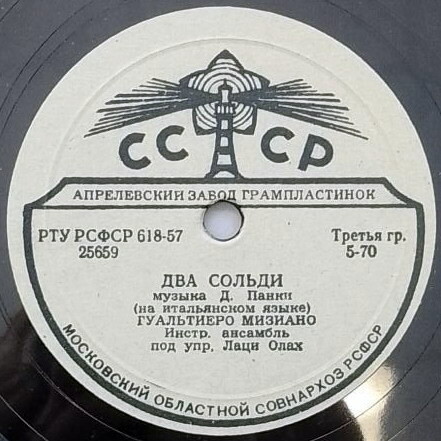 СССР
АПРЕЛЕВСКИЙ ЗАВОД ГРАМПЛАСТИНОК
РТУ РСФСР 618-57
25659
Третья гр.
5-70
ДВА СОЛЬДИ
музыка Д. Панки
(на итальянском языке)
ГУАЛЬТИЕРО МИЗИАНО
Инстр. ансамбль
под упр. Лаци Олах
МОСКОВСКИЙ ОБЛАСТНОЙ СОВНАРХОЗ РСФСР